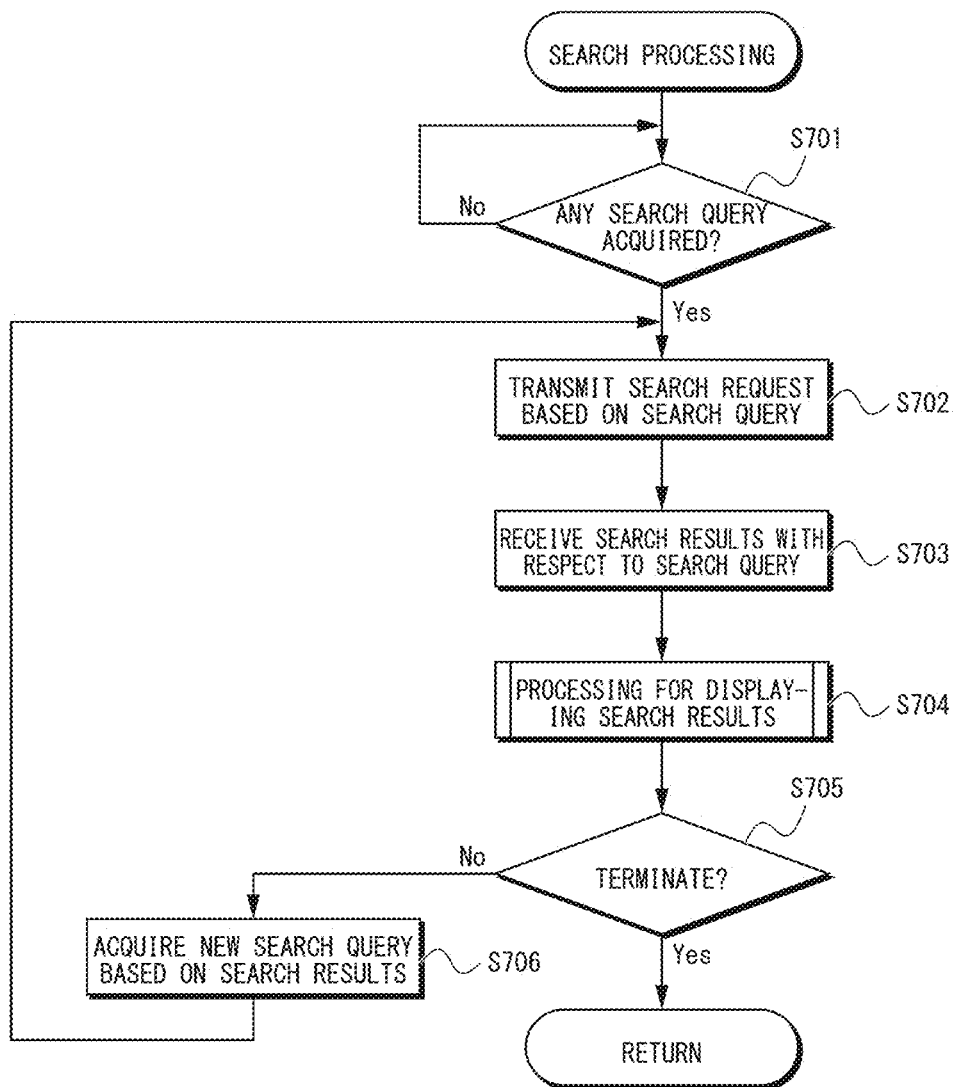 SEARCH PROCESSING
S701
No
ANY SEARCH QUERY
ACQUIRED?
Yes
TRANSMIT SEARCH REQUEST
BASED ON SEARCH QUERY
S702
RECEIVE SEARCH RESULTS WITH
RESPECT TO SEARCH QUERY
S703
PROCESSING FOR DISPLAY-
ING SEARCH RESULTS
S704
S705
No
TERMINATE?
ACQUIRE NEW SEARCH QUERY
BASED ON SEARCH RESULTS
S706
Yes
RETURN